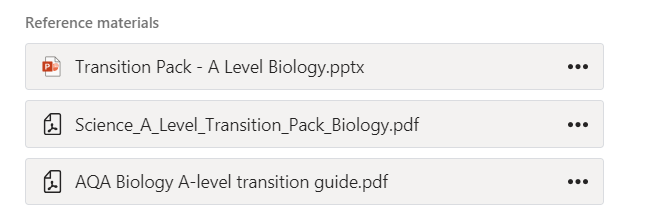 Reference materials
Transition Pack - A Level Biology.pptx
Science_A_Level_Transition_Pack_Biology.pdf
AQA Biology A-level transition guide.pdf